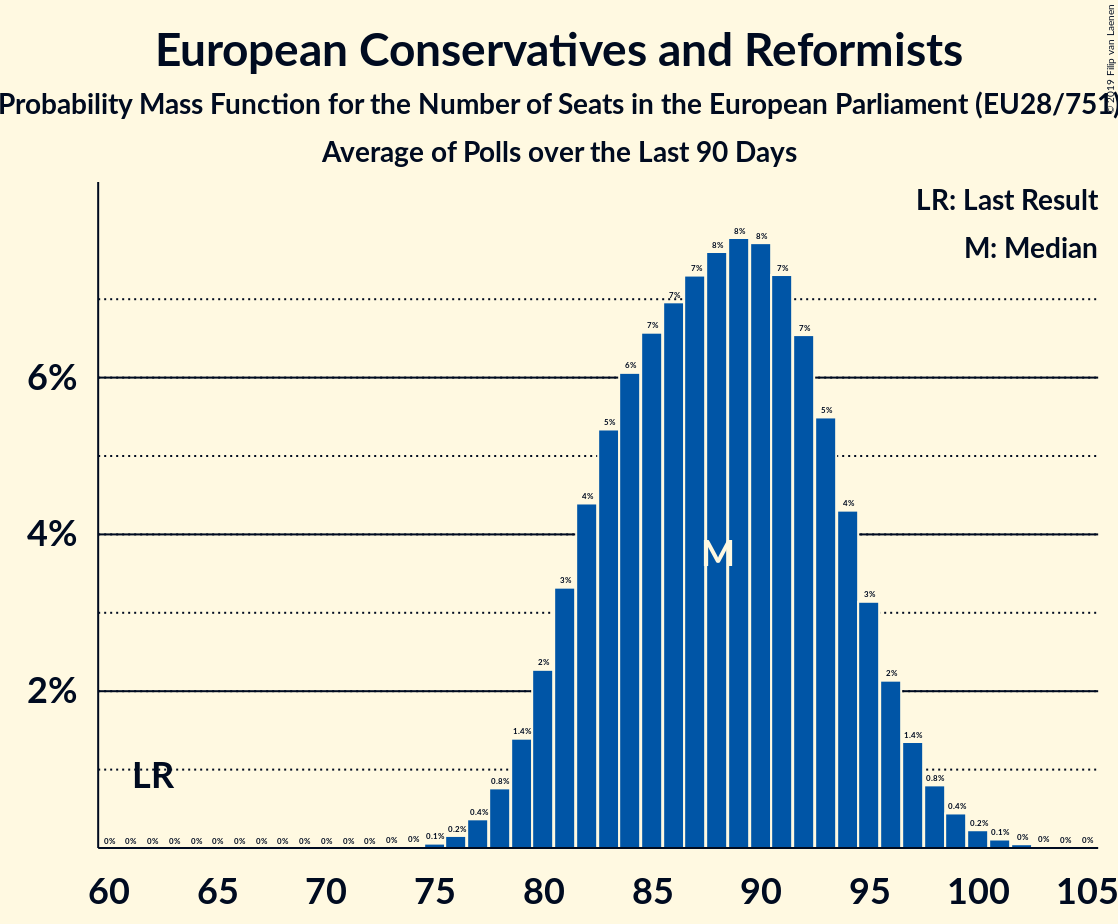 European Conservatives and Reformists
Probability Mass Function for the Number of Seats in the European Parliament (EU28/751)
Average of Polls over the Last 90 Days
© 2019 Filip van Laenen
LR: Last Result
M: Median
6%
4%
2%
0% 0% 0% 0% 0% 0% 0% 0% 0% 0% 0% 0% 0% 0% 0% 0.1% 0.2% 0.4% 0.8% 1.4% 2% 3% 4% 5% 6% 7% 7% 7% 8% 8% 8% 7% 7% 5% 4% 3% 2% 1.4% 0.8% 0.4% 0.2% 0.1% 0% 0% 0% 0%
M
LR
60 65 70 75 80 85 90 95 100 105